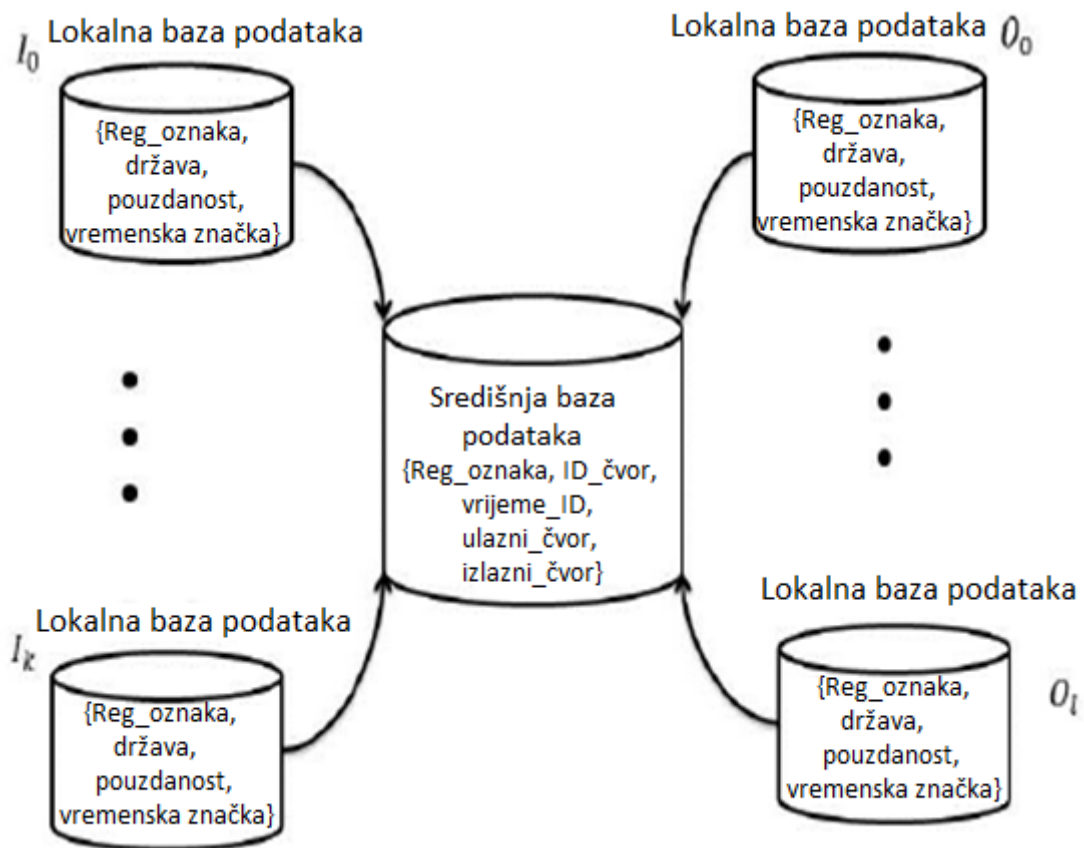 Lokalna baza podataka
I₀
{Reg_oznaka,
država,
pouzdanost,
vremenska značka}
Lokalna baza podataka
O₀
{Reg_oznaka,
država,
pouzdanost,
vremenska značka}
Središnja baza
podataka
{Reg_oznaka, ID_čvor,
vrijeme_ID,
ulazni_čvor,
izlazni_čvor}
Lokalna baza podataka
Iₖ
{Reg_oznaka,
država,
pouzdanost,
vremenska značka}
Lokalna baza podataka
Oₗ
{Reg_oznaka,
država,
pouzdanost,
vremenska značka}